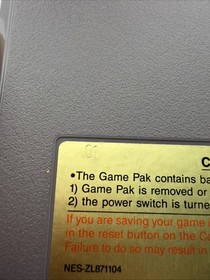 C
•The Game Pak contains ba
1) Game Pak is removed or
2) the power switch is turne
If you are saving your game
in the reset button on the Co
Failure to do so may result in
NES-ZL871104